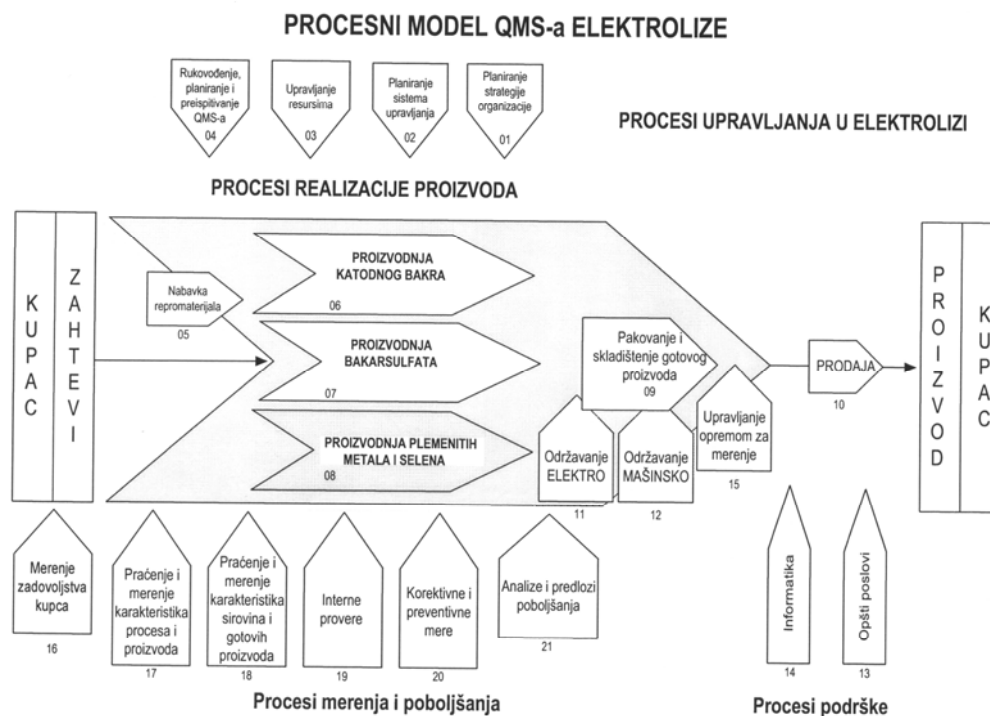 PROCESNI MODEL QMS-a ELEKTROLIZE
Rukovođenje,
planiranje i
preispitivanje
QMS-a
04
Upravljanje
resursima
03
Planiranje
sistema
upravljanja
02
Planiranje
strategije
organizacije
01
PROCESI UPRAVLJANJA U ELEKTROLIZI
PROCESI REALIZACIJE PROIZVODA
KUPAC
ZAHTEVI
Nabavka
repromaterijala
05
PROIZVODNJA
KATODNOG BAKRA
06
PROIZVODNJA
BAKARSULFATA
07
PROIZVODNJA PLEMENITIH
METALA I SELENA
08
Pakovanje i
skladištenje gotovog
proizvoda
09
PRODAJA
10
PROIZVOD
KUPAC
Održavanje
ELEKTRO
11
Održavanje
MAŠINSKO
12
Upravljanje
opremom za
merenje
15
Merenje
zadovoljstva
kupca
16
Praćenje i
merenje
karakteristika
procesa i
proizvoda
17
Praćenje i
merenje
karakteristika
sirovina i
gotovih
proizvoda
18
Interne
provere
19
Korektivne i
preventivne
mere
20
Analize i predlozi
poboljšanja
21
Informatika
14
Opšti poslovi
13
Procesi merenja i poboljšanja
Procesi podrške